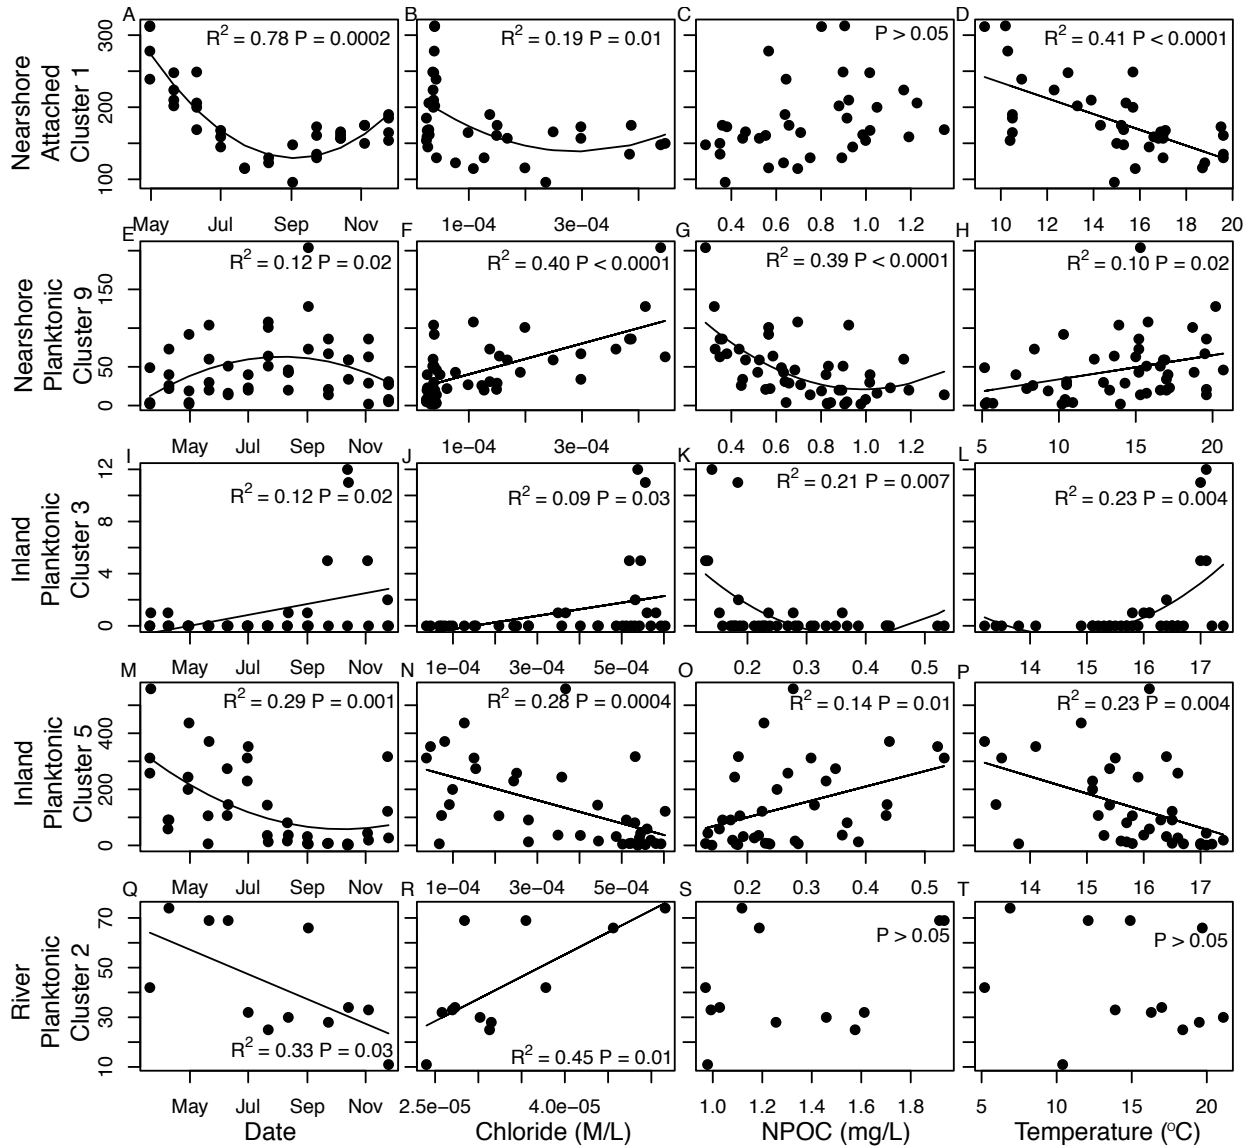 A B C D
Nearshore
Attached
Cluster 1
100 200 300
R² = 0.78 P = 0.0002
R² = 0.19 P = 0.01
P > 0.05
R² = 0.41 P < 0.0001
May Jul Sep Nov
1e−04 3e−04
0.4 0.6 0.8 1.0 1.2
10 12 14 16 18 20
E F G H
Nearshore
Planktonic
Cluster 9
0 50 150
R² = 0.12 P = 0.02
R² = 0.40 P < 0.0001
R² = 0.39 P < 0.0001
R² = 0.10 P = 0.02
May Jul Sep Nov
1e−04 3e−04
0.4 0.6 0.8 1.0 1.2
5 10 15 20
I J K L
Inland
Planktonic
Cluster 3
0 2 4 8 12
R² = 0.12 P = 0.02
R² = 0.09 P = 0.03
R² = 0.21 P = 0.007
R² = 0.23 P = 0.004
May Jul Sep Nov
1e−04 3e−04 5e−04
0.2 0.3 0.4 0.5
14 15 16 17
M N O P
Inland
Planktonic
Cluster 5
0 200 400
R² = 0.29 P = 0.001
R² = 0.28 P = 0.0004
R² = 0.14 P = 0.01
R² = 0.23 P = 0.004
May Jul Sep Nov
1e−04 3e−04 5e−04
0.2 0.3 0.4 0.5
14 15 16 17
Q R S T
River
Planktonic
Cluster 2
10 30 50 70
R² = 0.33 P = 0.03
R² = 0.45 P = 0.01
P > 0.05
P > 0.05
May Jul Sep Nov
2.5e−05 4.0e−05
1.0 1.2 1.4 1.6 1.8
5 10 15 20
Date
Chloride (M/L)
NPOC (mg/L)
Temperature (°C)